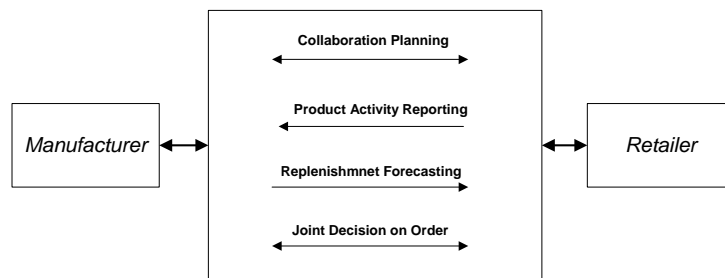 Collaboration Planning
Product Activity Reporting
Manufacturer
Retailer
Replenishmnet Forecasting
Joint Decision on Order